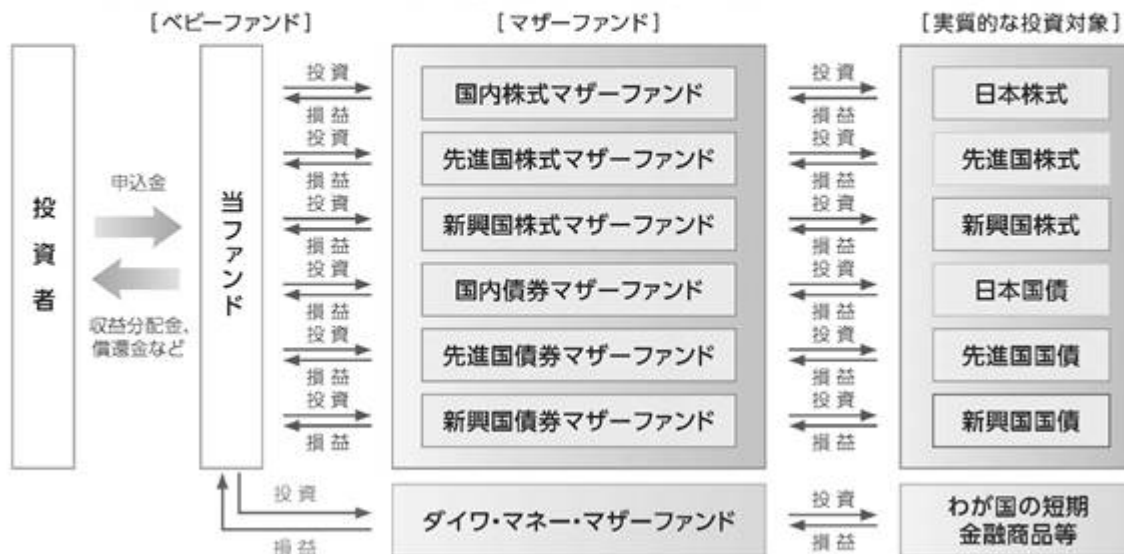 [ベビーファンド]
[マザーファンド]
[実質的な投資対象]
投資者
申込金
収益分配金、
償還金など
当ファンド
投資
損益
国内株式マザーファンド
投資
損益
日本株式
投資
損益
先進国株式マザーファンド
投資
損益
先進国株式
投資
損益
新興国株式マザーファンド
投資
損益
新興国株式
投資
損益
国内債券マザーファンド
投資
損益
日本国債
投資
損益
先進国債券マザーファンド
投資
損益
先進国国債
投資
損益
新興国債券マザーファンド
投資
損益
新興国国債
投資
損益
ダイワ・マネー・マザーファンド
投資
損益
わが国の短期
金融商品等